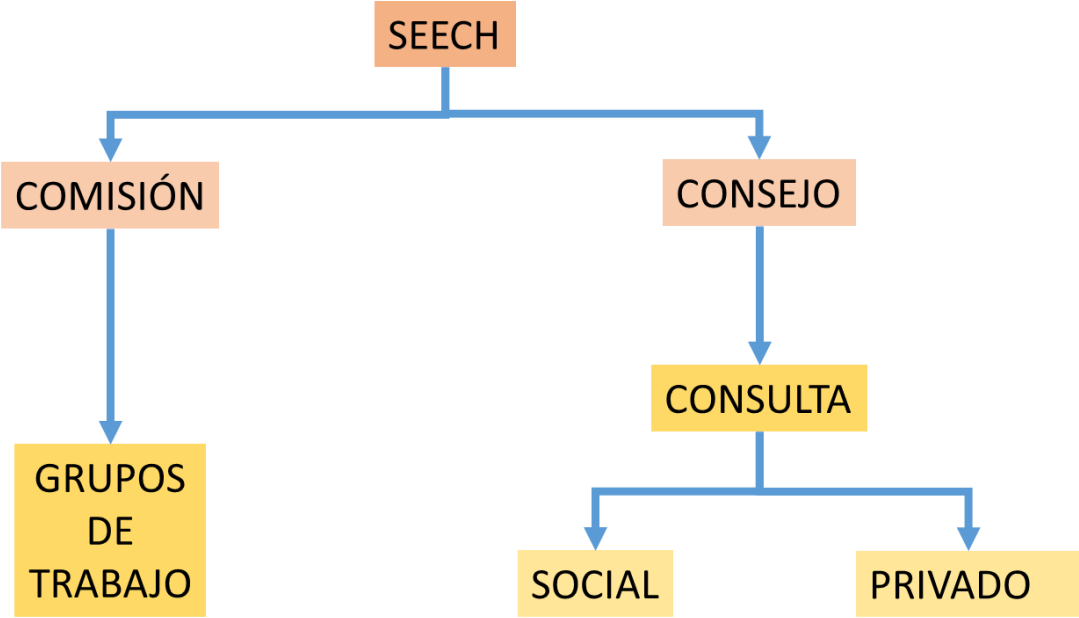 SEECH
COMISIÓN
CONSEJO
CONSULTA
GRUPOS
DE
TRABAJO
SOCIAL
PRIVADO